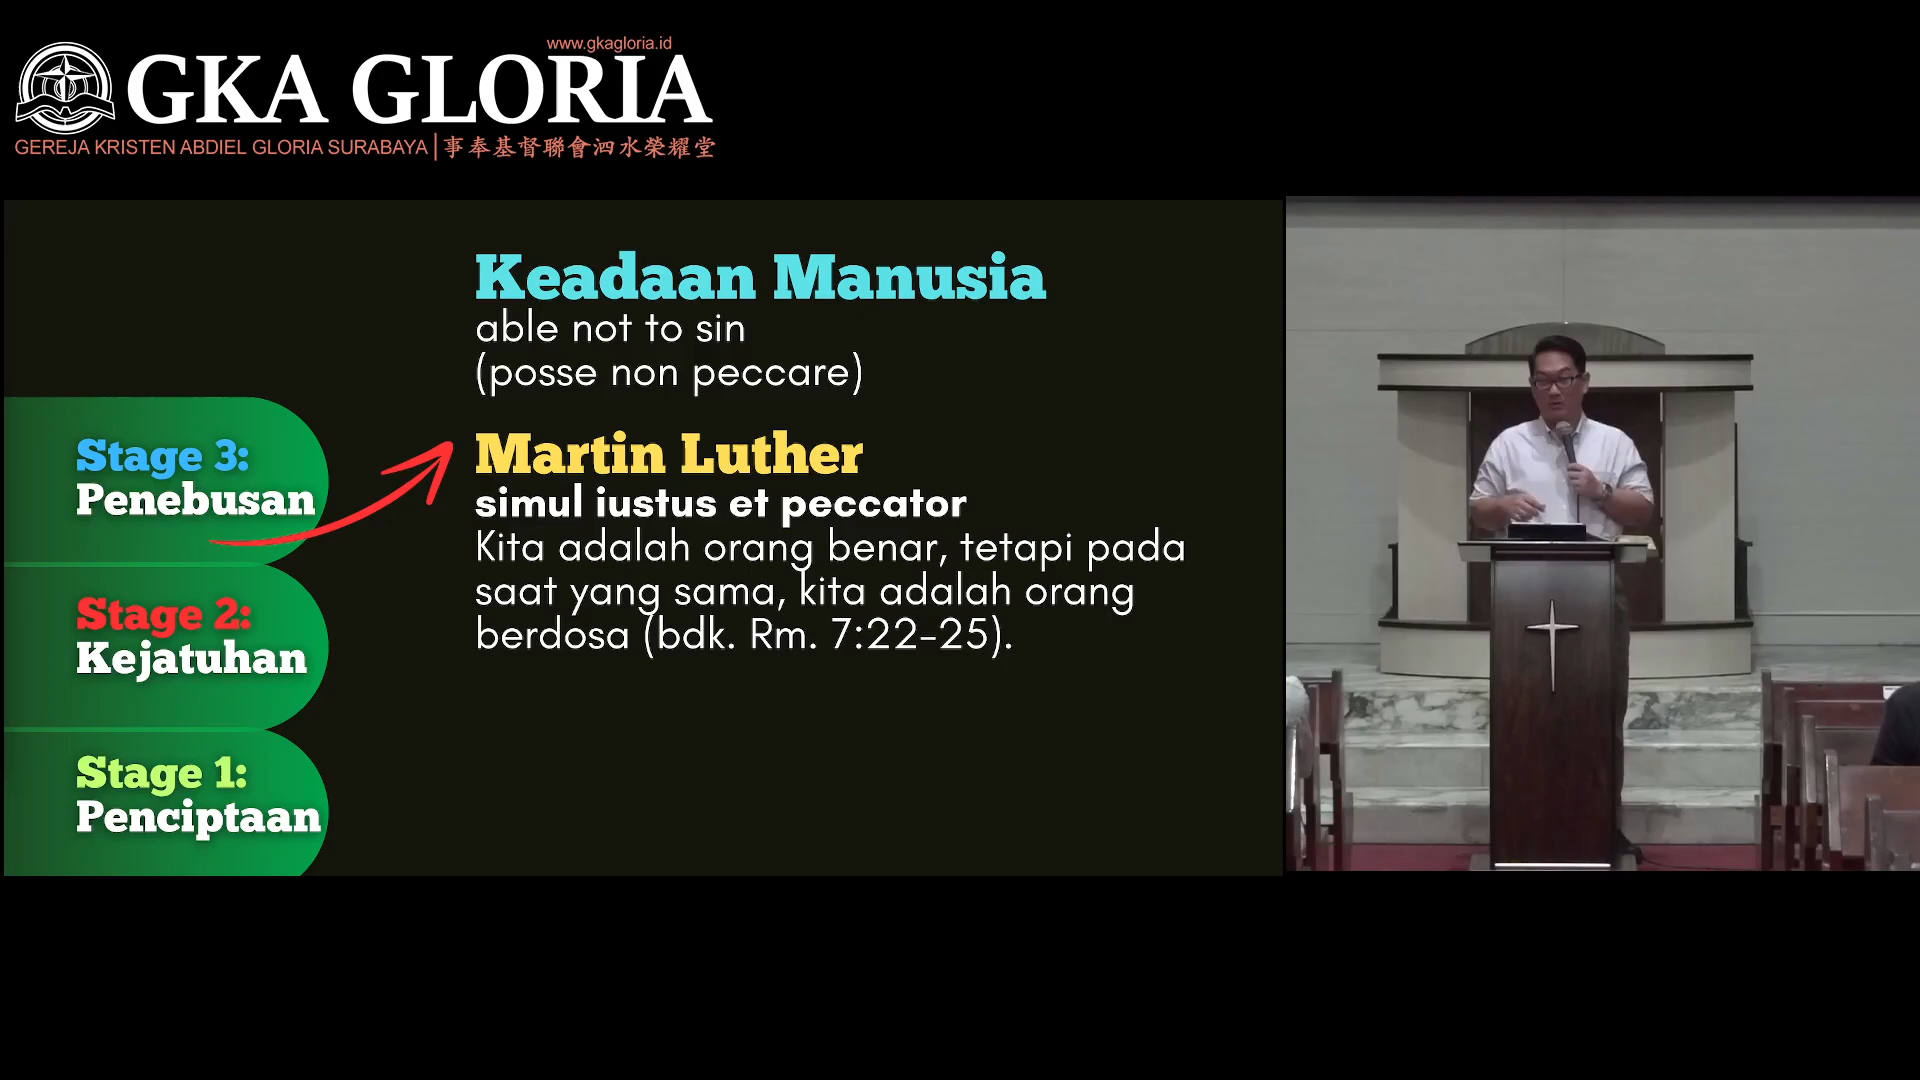 www.gkagloria.id
GKA GLORIA
GEREJA KRISTEN ABDIEL GLORIA SURABAYA | 事奉基督聯會泗水榮耀堂
Keadaan Manusia
able not to sin
(posse non peccare)
Martin Luther
simul iustus et peccator
Kita adalah orang benar, tetapi pada
saat yang sama, kita adalah orang
berdosa (bdk. Rm. 7:22-25).
Stage 3:
Penebusan
Stage 2:
Kejatuhan
Stage 1:
Penciptaan